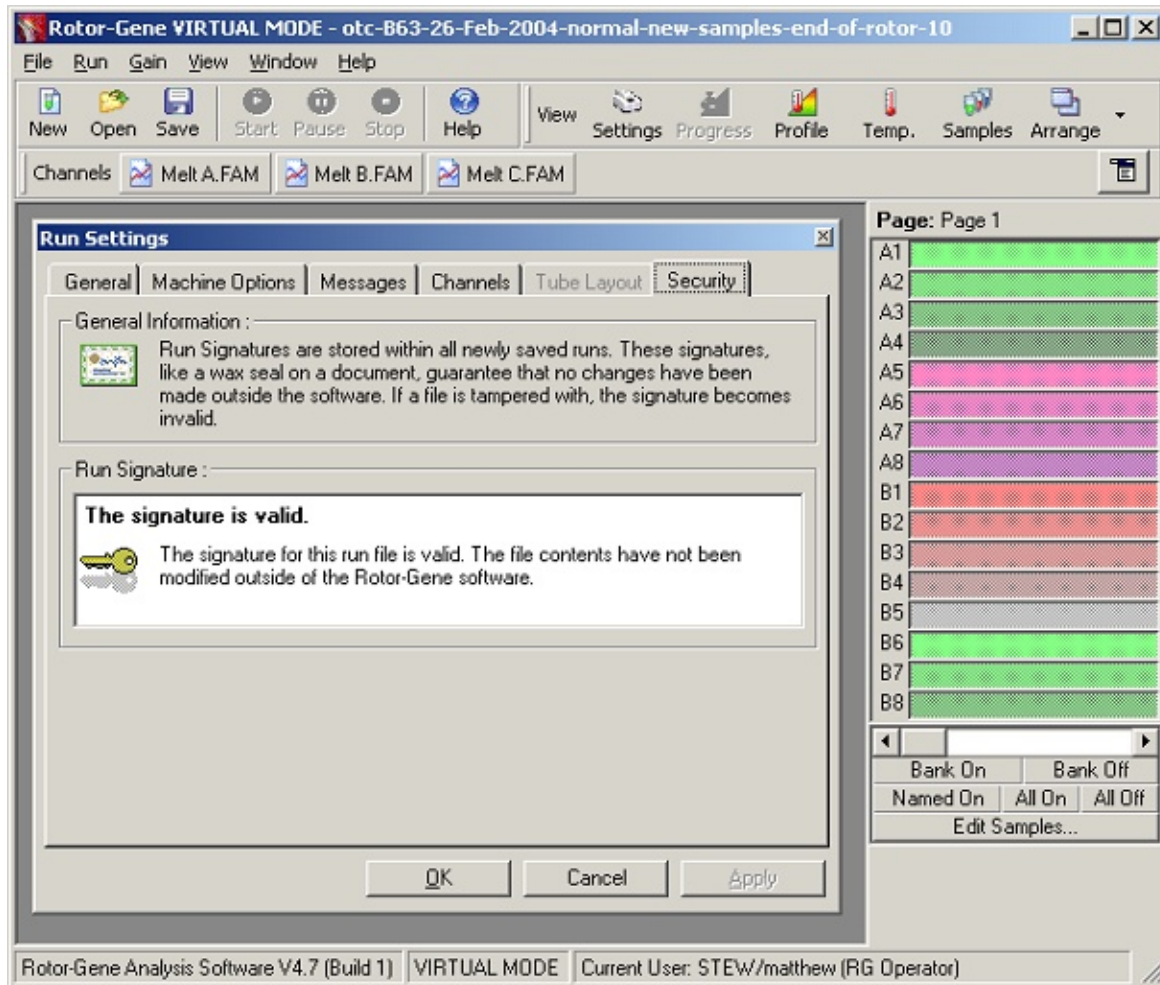 Rotor-Gene VIRTUAL MODE - otc-B63-26-Feb-2004-normal-new-samples-end-of-rotor-10
File Run Gain View Window Help
New Open Save Start Pause Stop Help View Settings Progress Profile Temp. Samples Arrange
Channels Melt A.FAM Melt B.FAM Melt C.FAM
Run Settings
General Machine Options Messages Channels Tube Layout Security
General Information :
Run Signatures are stored within all newly saved runs. These signatures,
like a wax seal on a document, guarantee that no changes have been
made outside the software. If a file is tampered with, the signature becomes
invalid.
Run Signature :
The signature is valid.
The signature for this run file is valid. The file contents have not been
modified outside of the Rotor-Gene software.
OK Cancel Apply
Page: Page 1
A1
A2
A3
A4
A5
A6
A7
A8
B1
B2
B3
B4
B5
B6
B7
B8
Bank On Bank Off
Named On All On All Off
Edit Samples...
Rotor-Gene Analysis Software V4.7 (Build 1) VIRTUAL MODE Current User: STEW//matthew (RG Operator)